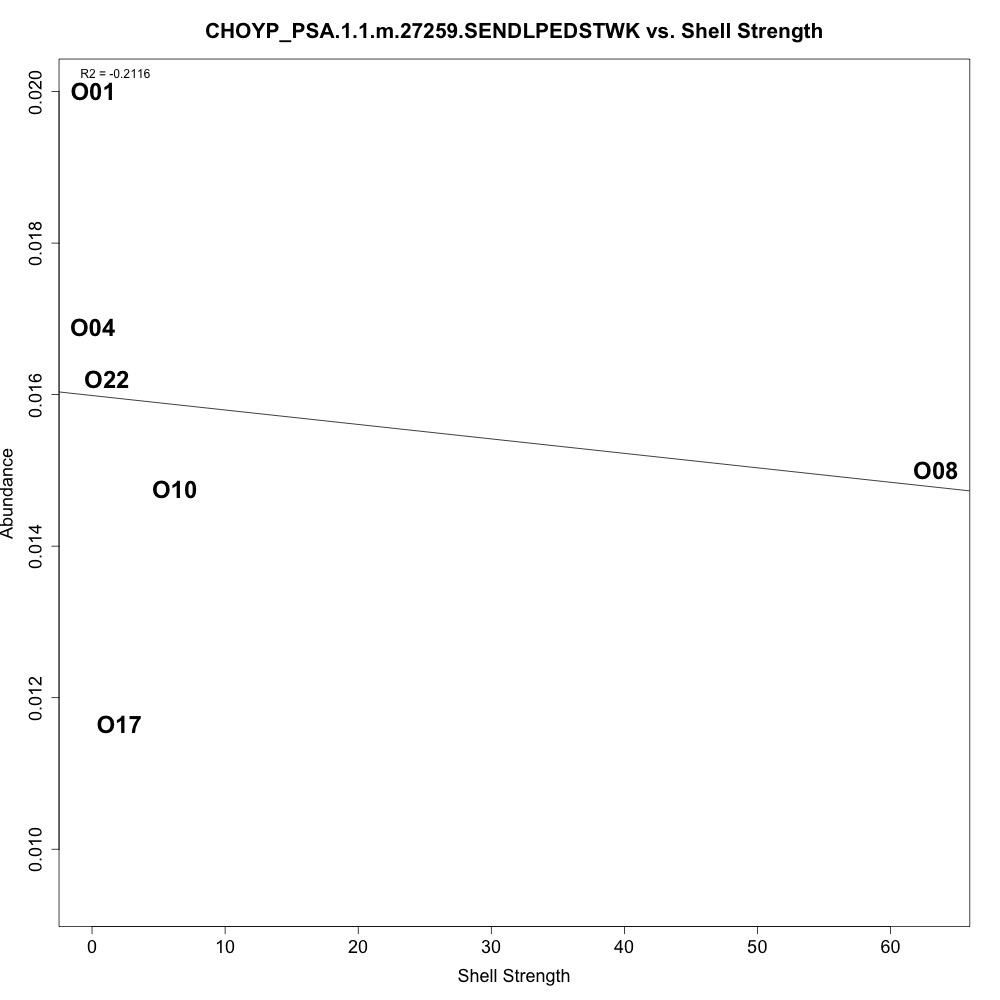 CHOYP_PSA.1.1.m.27259.SENDLPEDSTWK vs. Shell Strength
R2 = -0.2116
O01
O04
O22
O10
O08
O17
0.020
0.018
0.016
0.014
0.012
0.010
Abundance
0 10 20 30 40 50 60
Shell Strength